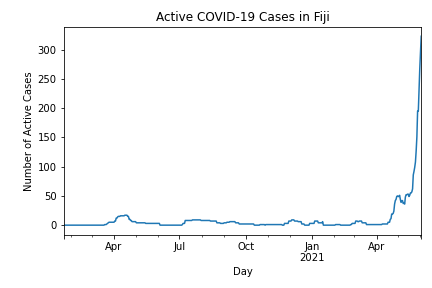 Active COVID-19 Cases in Fiji
Number of Active Cases
300
250
200
150
100
50
0
Apr
Jul
Oct
Jan
2021
Apr
Day